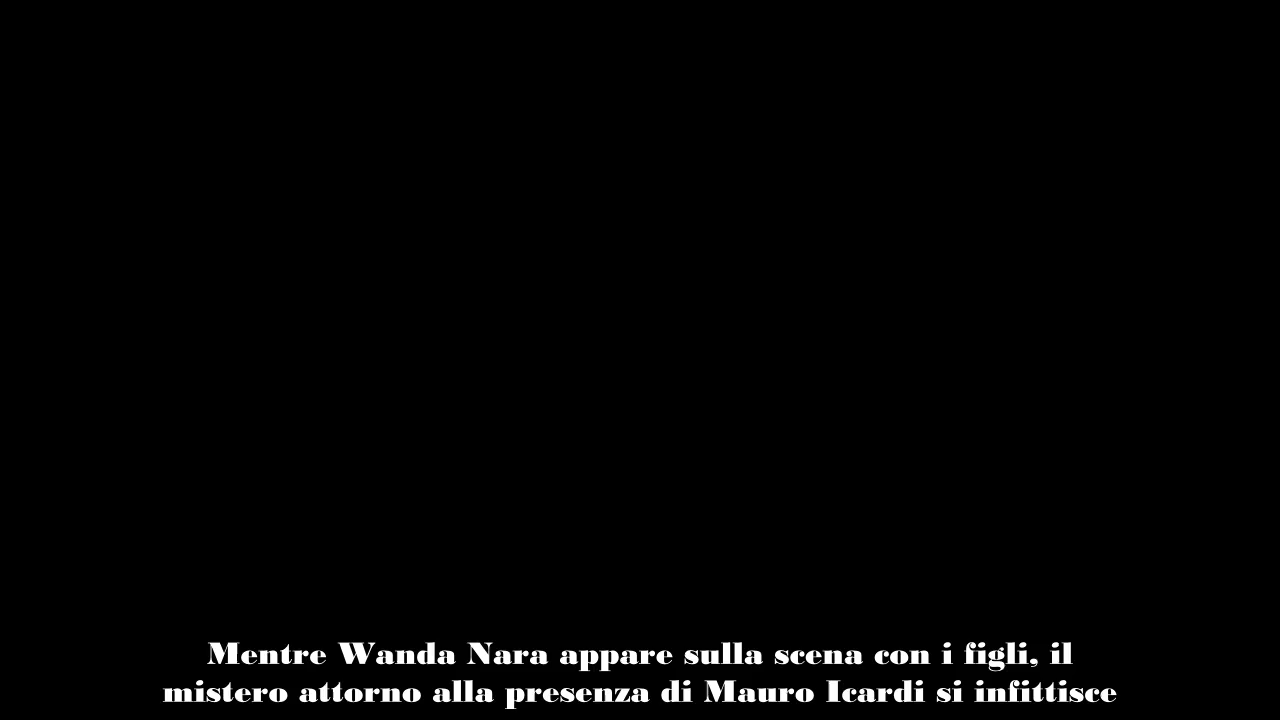 Mentre Wanda Nara appare sulla scena con i figli, il
mistero attorno alla presenza di Mauro Icardi si infittisce